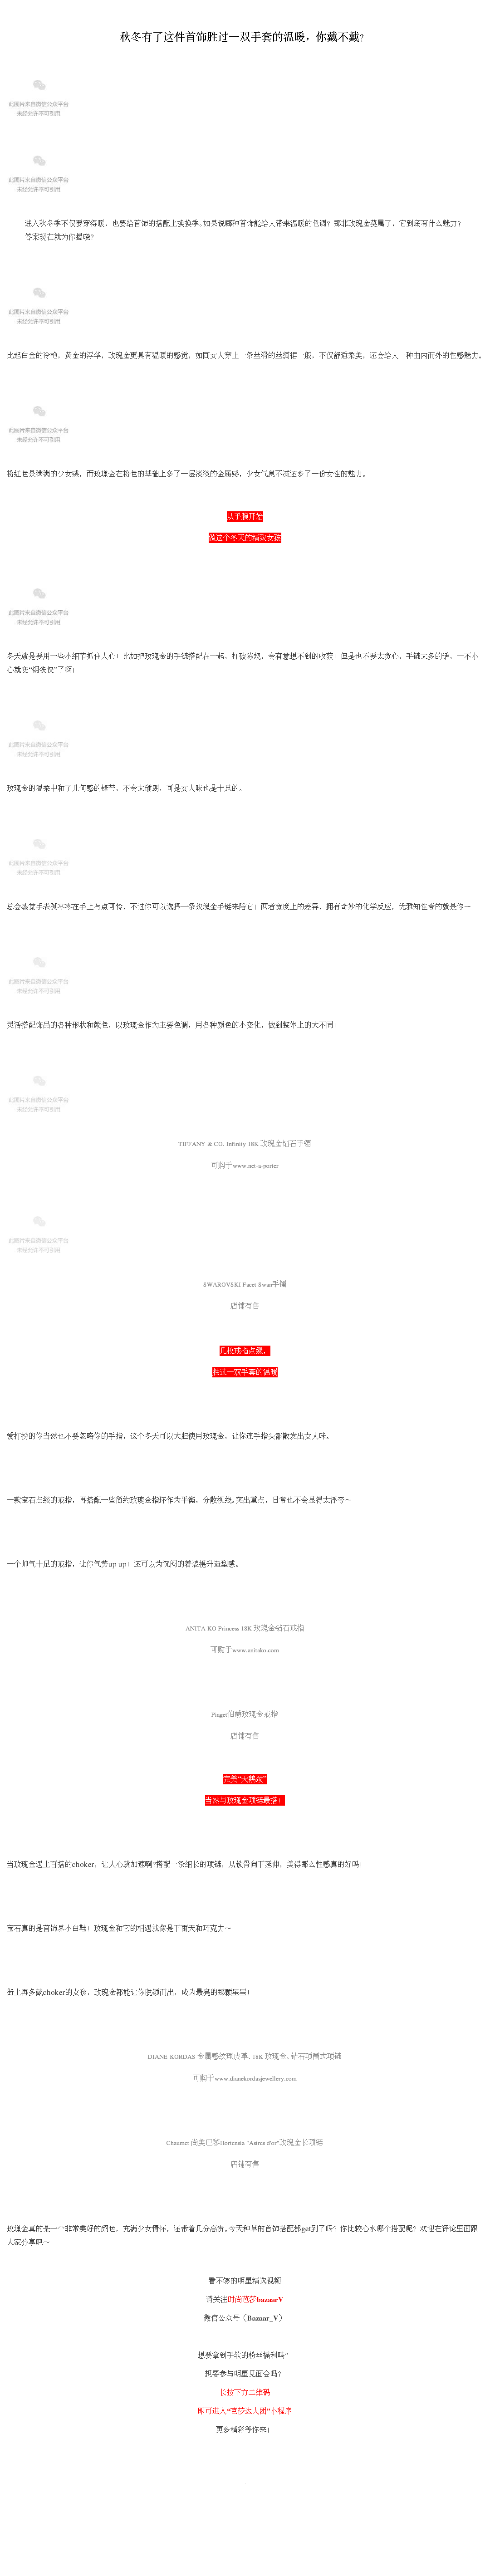 秋冬有了这件首饰胜过一双手套的温暖，你戴不戴?
此图片来自微信公众平台
未经允许不可引用
此图片来自微信公众平台
未经允许不可引用
进入秋冬季不仅要穿得暖，也要给首饰的搭配上换换季。如果说哪种首饰能给人带来温暖的色调？那非玫瑰金莫属了，它到底有什么魅力？
答案现在就为你揭晓?
此图片来自微信公众平台
未经允许不可引用
比起白金的冷艳，黄金的浮华，玫瑰金更具有温暖的感觉，如同女人穿上一条丝滑的丝绸裙一般，不仅舒适柔美，还会给人一种由内而外的性感魅力。
此图片来自微信公众平台
未经允许不可引用
粉红色是满满的少女感，而玫瑰金在粉色的基础上多了一层淡淡的金属感，少女气息不减还多了一份女性的魅力。
从手腕开始
做这个冬天的精致女孩
此图片来自微信公众平台
未经允许不可引用
冬天就是要用一些小细节抓住人心！比如把玫瑰金的手链搭配在一起，打破陈规，会有意想不到的收获！但是也不要太贪心，手链太多的话，一不小
心就变“钢铁侠”了啊！
此图片来自微信公众平台
未经允许不可引用
玫瑰金的温柔中和了几何感的锋芒，不会太硬朗，可是女人味也是十足的。
此图片来自微信公众平台
未经允许不可引用
总会感觉手表孤零零在手上有点可怜，不过你可以选择一条玫瑰金手链来陪它！两者宽度上的差异，拥有奇妙的化学反应，优雅知性夸的就是你～
此图片来自微信公众平台
未经允许不可引用
灵活搭配饰品的各种形状和颜色，以玫瑰金作为主要色调，用各种颜色的小变化，做到整体上的大不同！
此图片来自微信公众平台
未经允许不可引用
TIFFANY & CO. Infinity 18K 玫瑰金钻石手镯
可购于www.net-a-porter
此图片来自微信公众平台
未经允许不可引用
SWAROVSKI Facet Swan手镯
店铺有售
几枚戒指点缀，
胜过一双手套的温暖
爱打扮的你当然也不要忽略你的手指，这个冬天可以大胆使用玫瑰金，让你连手指头都散发出女人味。
一款宝石点缀的戒指，再搭配一些简约玫瑰金指环作为平衡，分散视线。突出重点，日常也不会显得太浮夸～
一个帅气十足的戒指，让你气势up up！还可以为沉闷的着装提升造型感。
ANITA KO Princess 18K 玫瑰金钻石戒指
可购于www.anitako.com
Piaget伯爵玫瑰金戒指
店铺有售
完美“天鹅颈”
当然与玫瑰金项链最搭！
当玫瑰金遇上百搭的choker，让人心跳加速啊?搭配一条细长的项链，从锁骨向下延伸，美得那么性感真的好吗！
宝石真的是首饰界小白鞋！玫瑰金和它的相遇就像是下雨天和巧克力～
街上再多戴choker的女孩，玫瑰金都能让你脱颖而出，成为最亮的那颗星星！
DIANE KORDAS 金属感纹理皮革、18K 玫瑰金、钻石项圈式项链
可购于www.dianekordasjewellery.com
Chaumet 尚美巴黎Hortensia "Astres d'or"玫瑰金长项链
店铺有售
玫瑰金真的是一个非常美好的颜色，充满少女情怀，还带着几分高贵。今天种草的首饰搭配都get到了吗？你比较心水哪个搭配呢？欢迎在评论里面跟
大家分享吧～
看不够的明星精选视频
请关注时尚芭莎bazaarV
微信公众号（Bazaar_V）
想要拿到手软的粉丝福利吗?
想要参与明星见面会吗?
长按下方二维码
即可进入“芭莎达人团”小程序
更多精彩等你来！